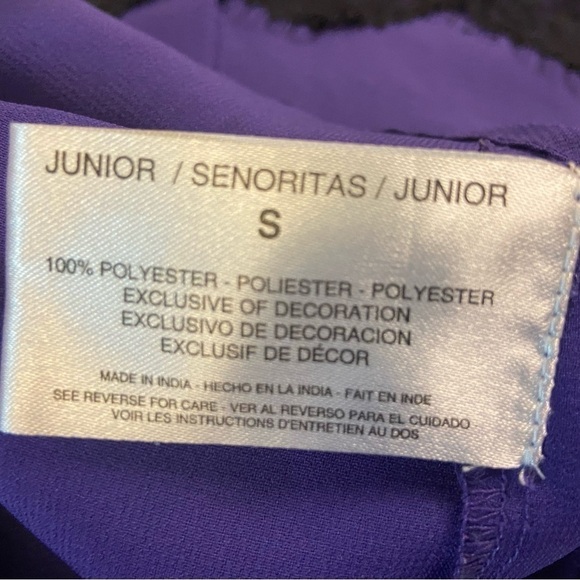 JUNIOR / SENORITAS / JUNIOR
S
100% POLYESTER - POLIESTER - POLYESTER
EXCLUSIVE OF DECORATION
EXCLUSIVO DE DECORACION
EXCLUSIF DE DÉCOR
MADE IN INDIA - HECHO EN LA INDIA - FAIT EN INDE
SEE REVERSE FOR CARE - VER AL REVERSO PARA EL CUIDADO
VOIR LES INSTRUCTIONS D'ENTRETIEN AU DOS